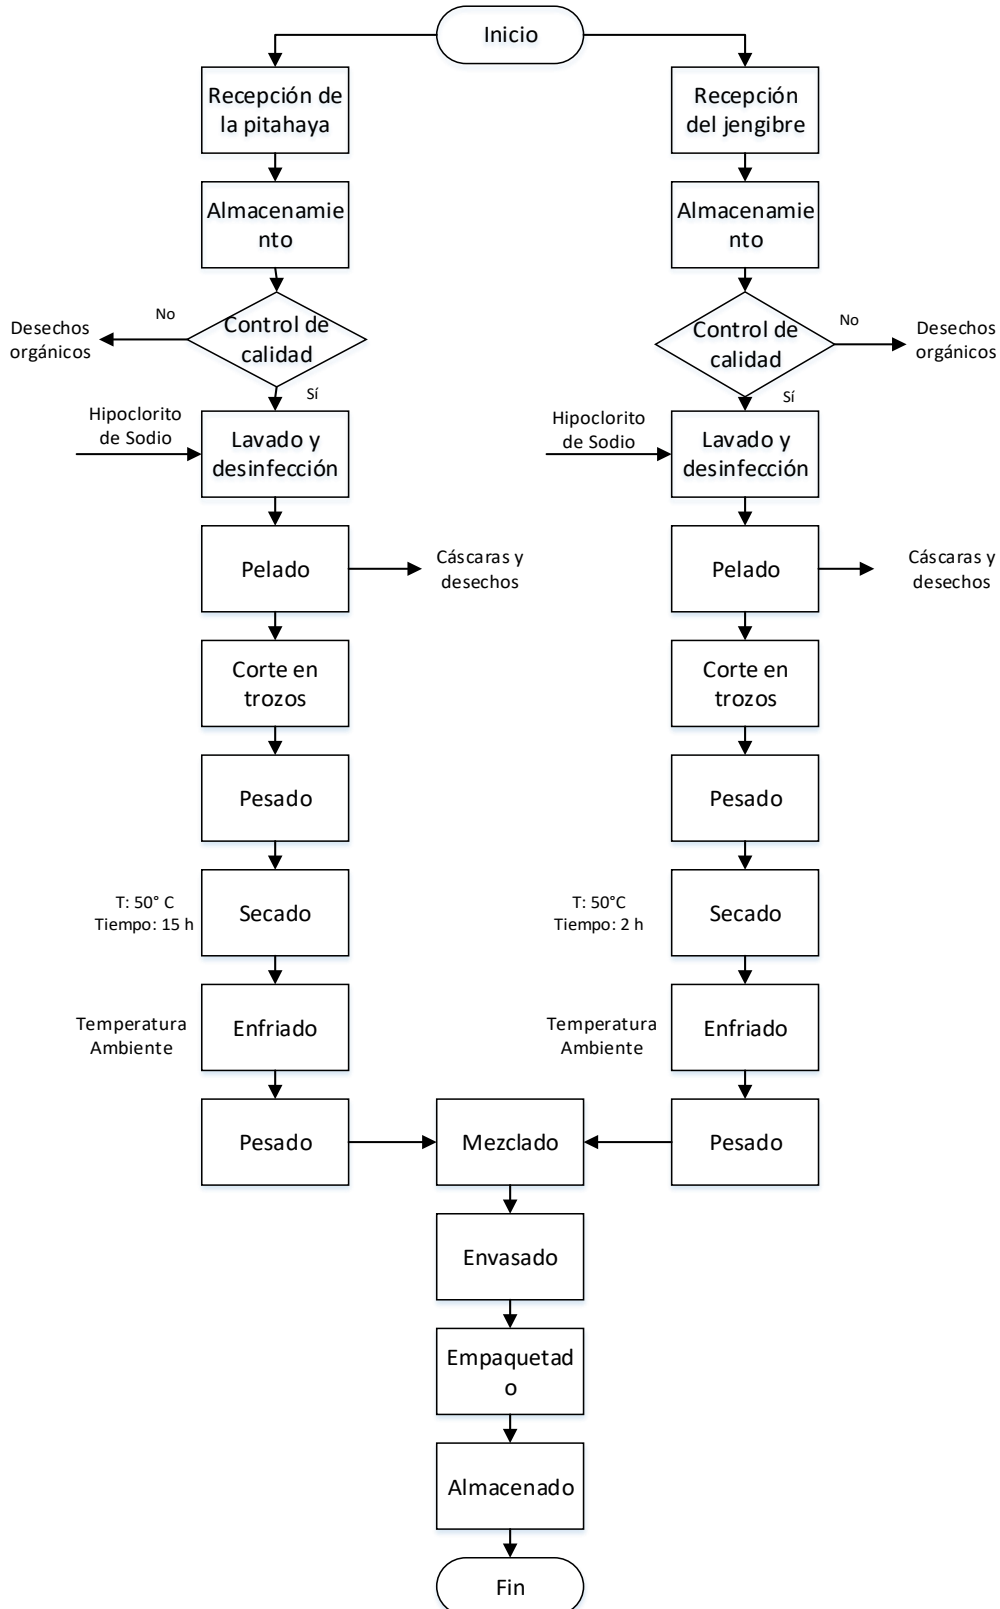 Inicio
Recepción de
la pitahaya
Recepción
del jengibre
Almacenamie
nto
Almacenamie
nto
No
Desechos
orgánicos
Control de
calidad
Sí
Control de
calidad
No
Desechos
orgánicos
Sí
Hipoclorito
de Sodio
Lavado y
desinfección
Hipoclorito
de Sodio
Lavado y
desinfección
Pelado
Cáscaras y
desechos
Pelado
Cáscaras y
desechos
Corte en
trozos
Corte en
trozos
Pesado
Pesado
T: 50° C
Tiempo: 15 h
Secado
T: 50°C
Tiempo: 2 h
Secado
Temperatura
Ambiente
Enfriado
Temperatura
Ambiente
Enfriado
Pesado
Mezclado
Pesado
Envasado
Empaquetad
o
Almacenado
Fin